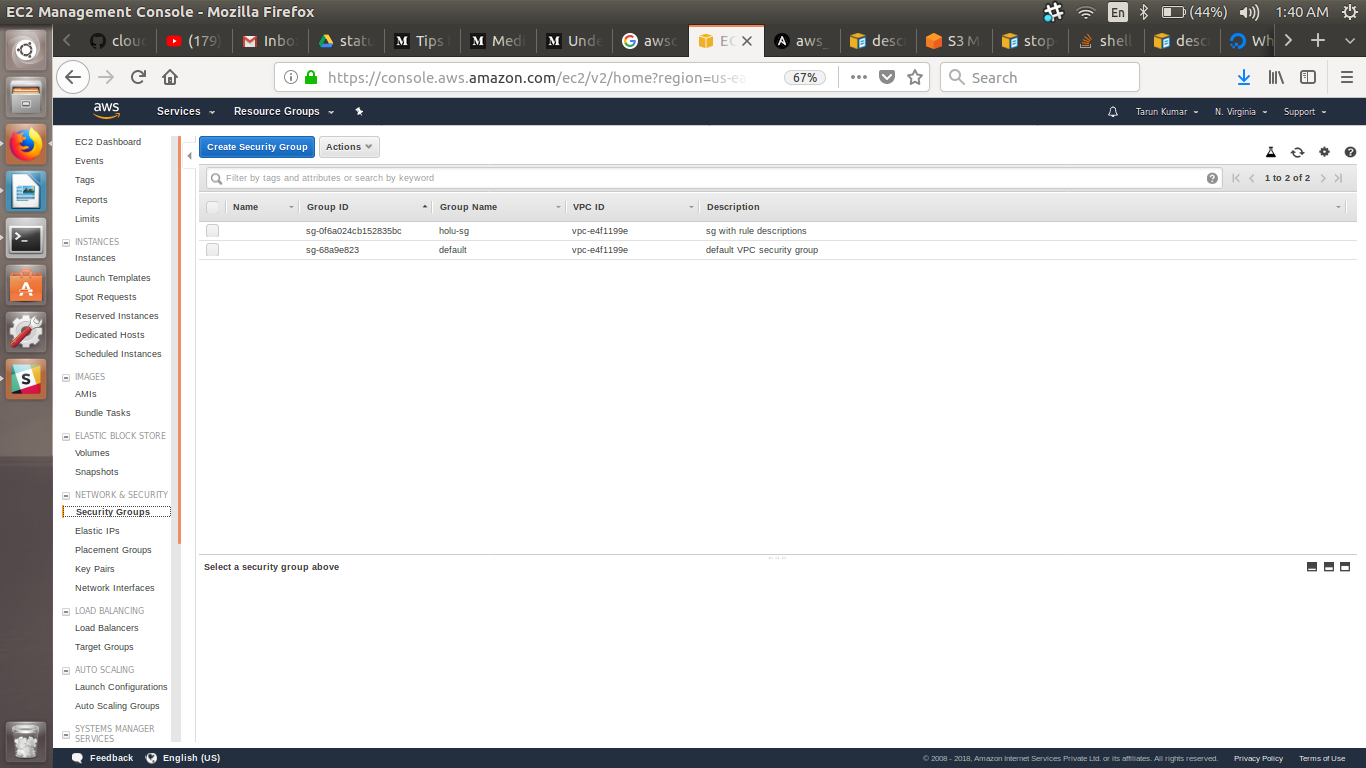 EC2 Management Console - Mozilla Firefox
En (44%) 1:40 AM
clou (179) Inbo statu Tips Medi Unde awsc EC aws_ descr S3 M stop shell descr Wh
https://console.aws.amazon.com/ec2/v2/home?region=us-ea 67% Search
aws Services Resource Groups Tarun Kumar N. Virginia Support
EC2 Dashboard
Events
Tags
Reports
Limits
INSTANCES
Instances
Launch Templates
Spot Requests
Reserved Instances
Dedicated Hosts
Scheduled Instances
IMAGES
AMIs
Bundle Tasks
ELASTIC BLOCK STORE
Volumes
Snapshots
NETWORK & SECURITY
Security Groups
Elastic IPs
Placement Groups
Key Pairs
Network Interfaces
LOAD BALANCING
Load Balancers
Target Groups
AUTO SCALING
Launch Configurations
Auto Scaling Groups
SYSTEMS MANAGER
SERVICES
Create Security Group Actions
Filter by tags and attributes or search by keyword 1 to 2 of 2
Name Group ID Group Name VPC ID Description
sg-0f6a024cb152835bc holu-sg vpc-e4f1199e sg with rule descriptions
sg-68a9e823 default vpc-e4f1199e default VPC security group
Select a security group above
Feedback English (US) © 2008 - 2018, Amazon Internet Services Private Ltd. or its affiliates. All rights reserved. Privacy Policy Terms of Use